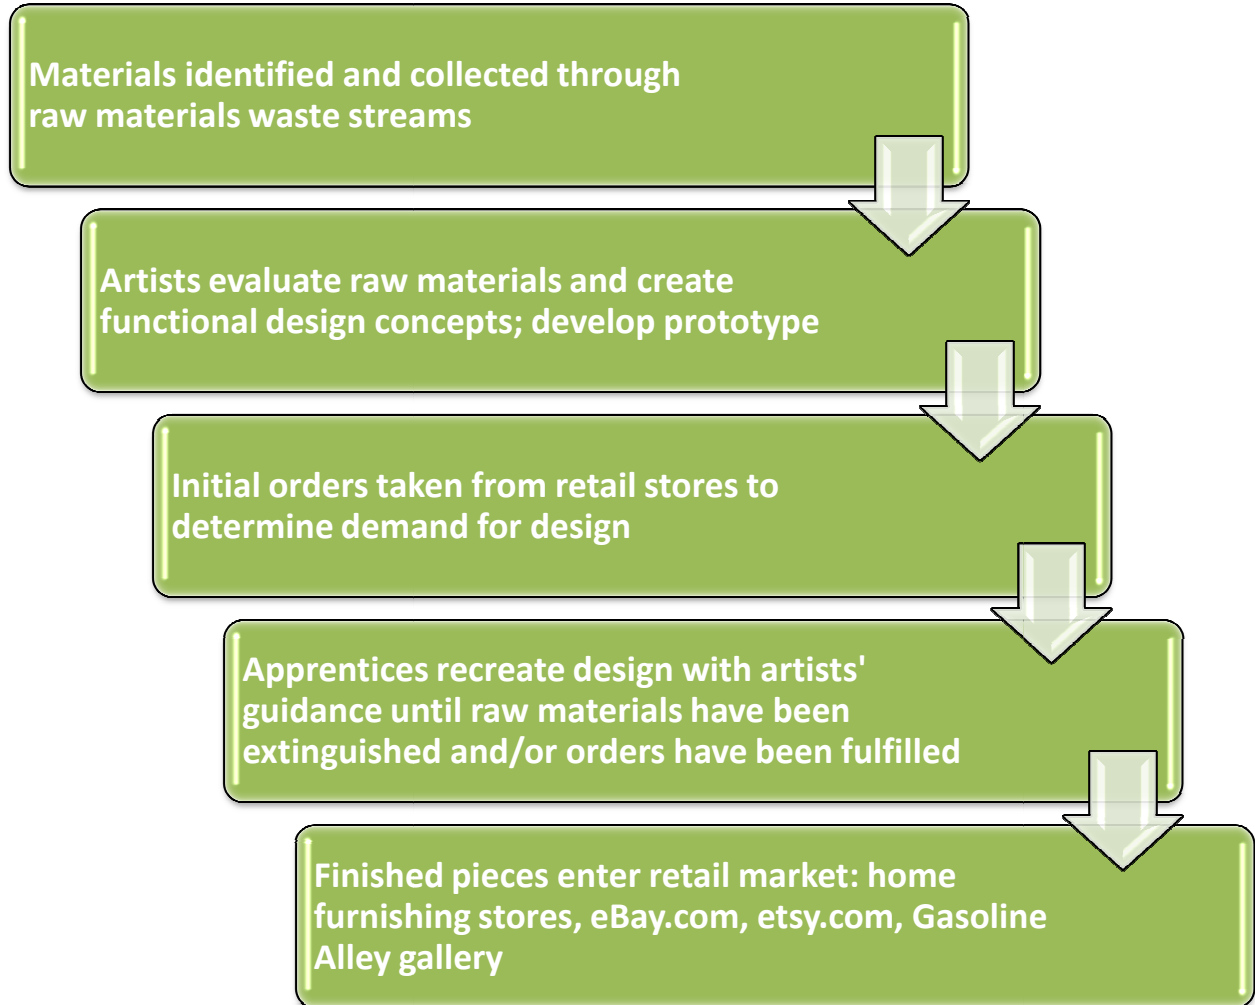 Materials identified and collected through
raw materials waste streams
Artists evaluate raw materials and create
functional design concepts; develop prototype
Initial orders taken from retail stores to
determine demand for design
Apprentices recreate design with artists'
guidance until raw materials have been
extinguished and/or orders have been fulfilled
Finished pieces enter retail market: home
furnishing stores, eBay.com, etsy.com, Gasoline
Alley gallery